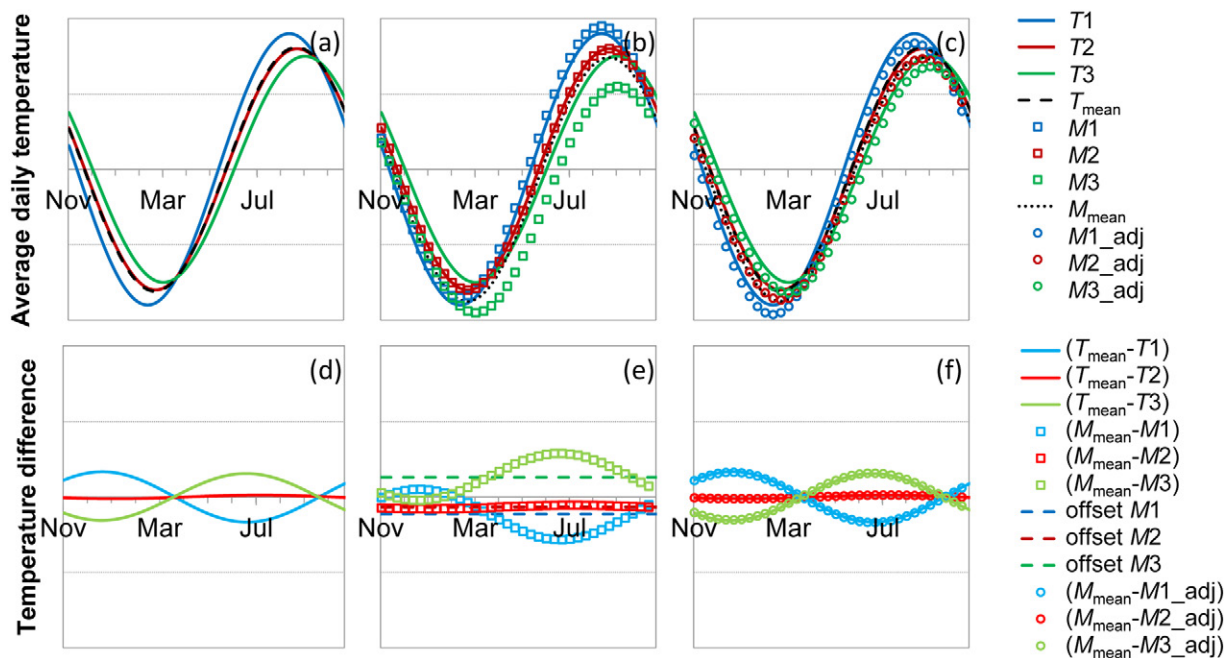 Average daily temperature
(a)
Nov Mar Jul
(b)
Nov Mar Jul
(c)
Nov Mar Jul
T1
T2
T3
Tmean
M1
M2
M3
Mmean
M1_adj
M2_adj
M3_adj
Temperature difference
(d)
Nov Mar Jul
(e)
Nov Mar Jul
(f)
Nov Mar Jul
(Tmean-T1)
(Tmean-T2)
(Tmean-T3)
(Mmean-M1)
(Mmean-M2)
(Mmean-M3)
offset M1
offset M2
offset M3
(Mmean-M1_adj)
(Mmean-M2_adj)
(Mmean-M3_adj)